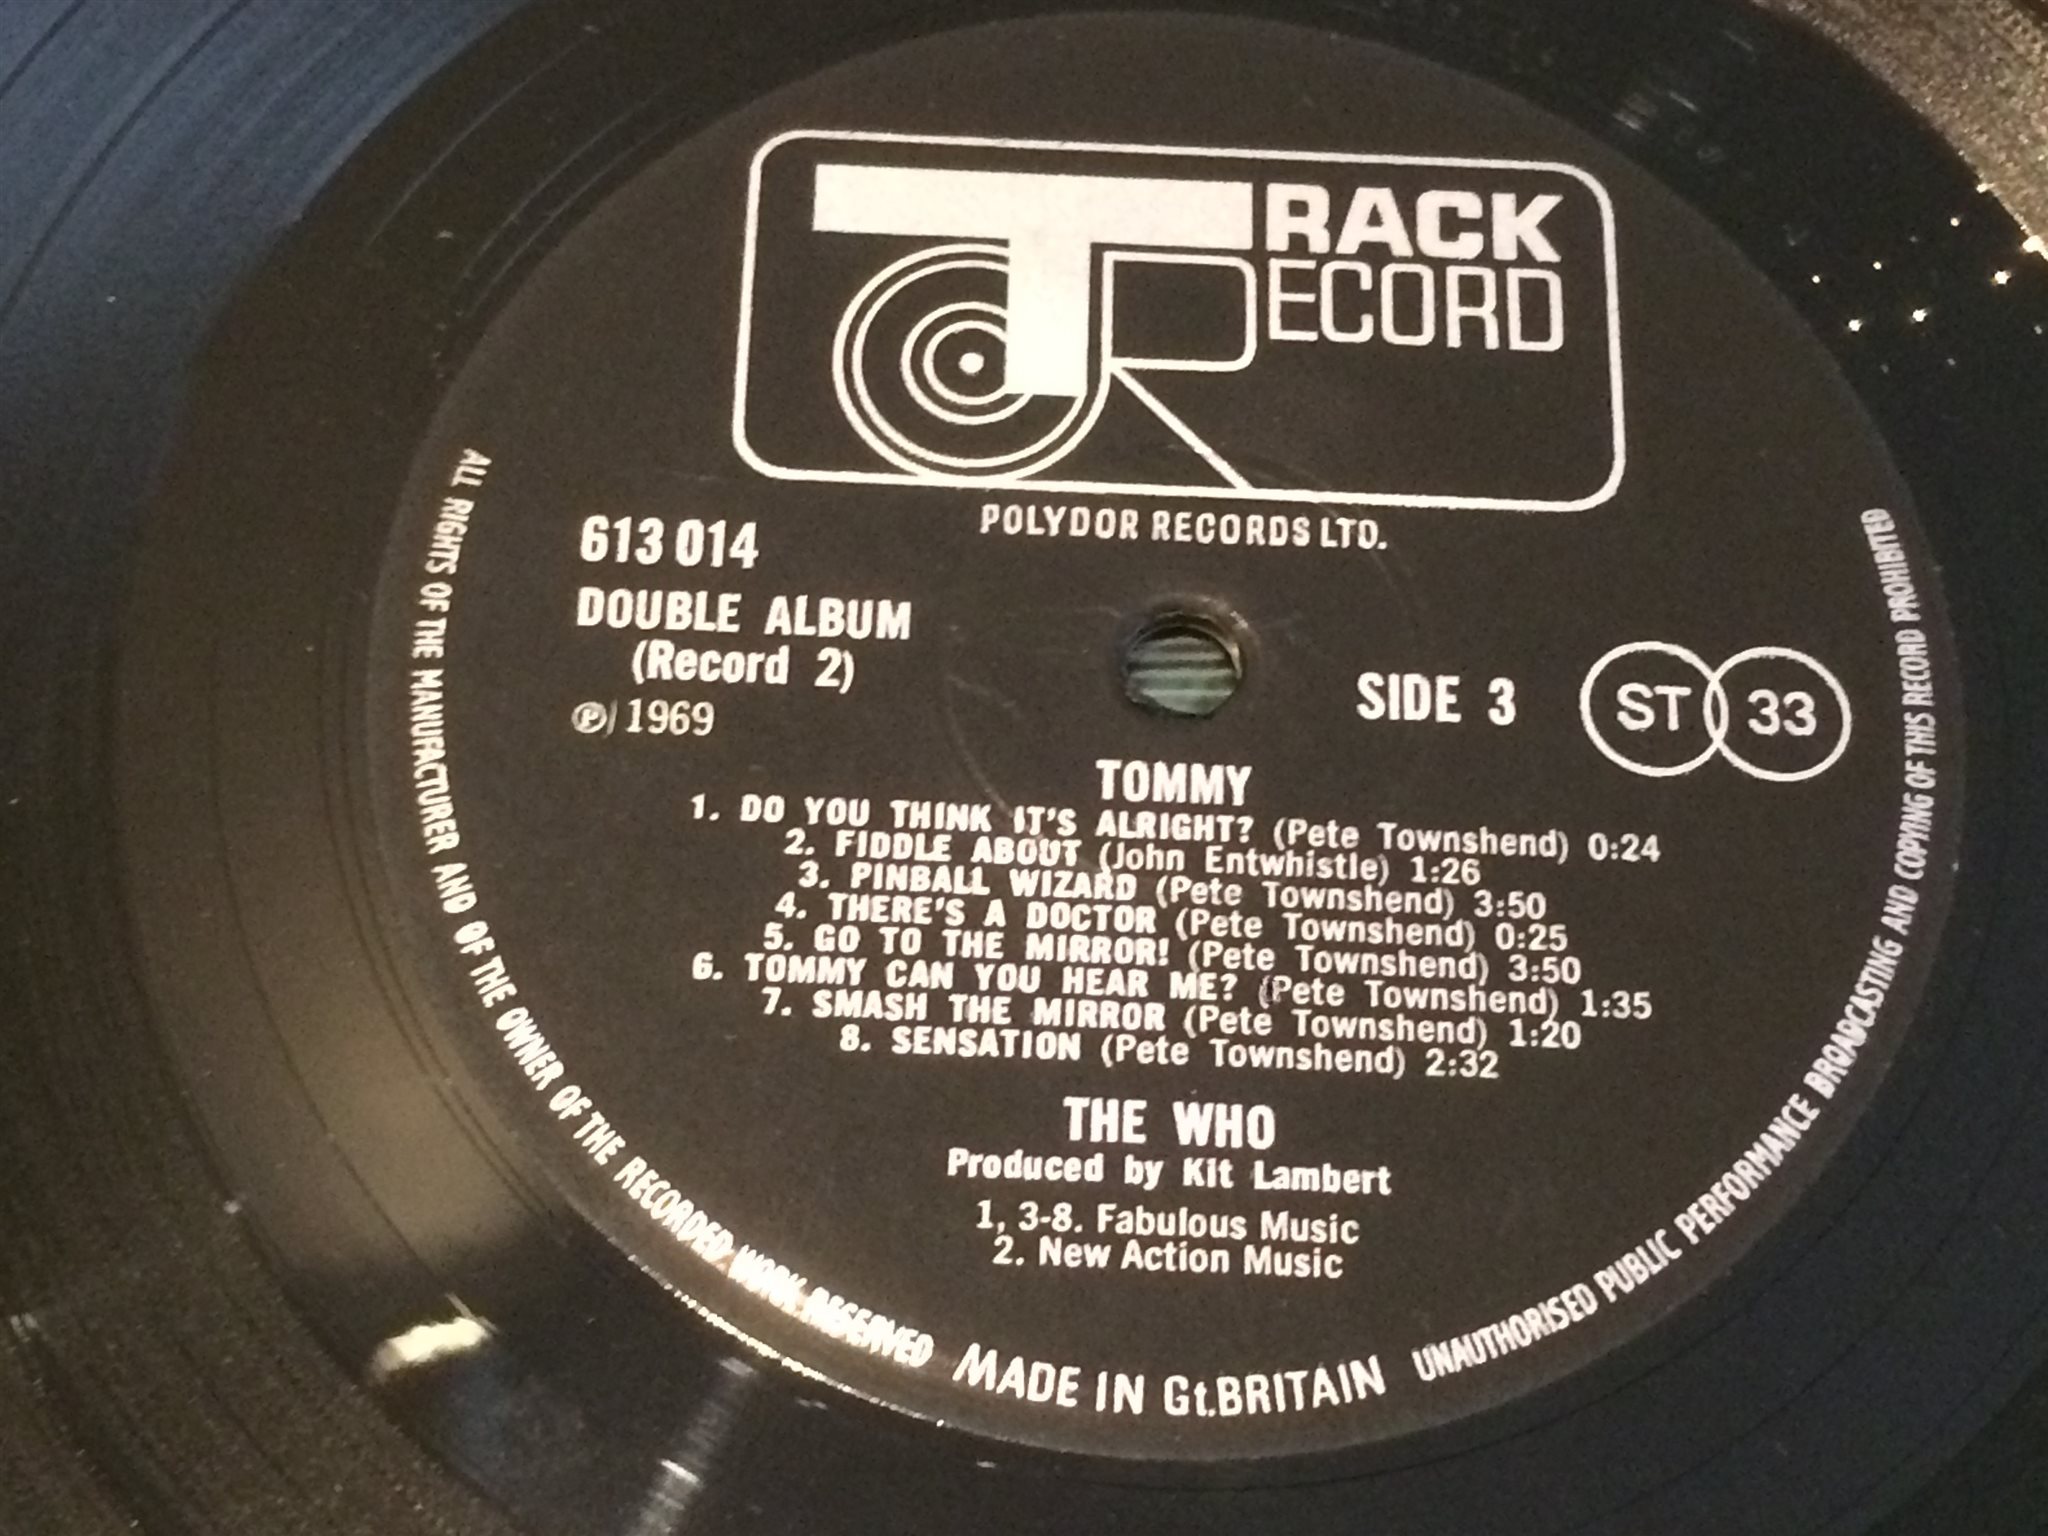 TRACK
RECORD
POLYDOR RECORDS LTD.
613 014
DOUBLE ALBUM
(Record 2)
℗ 1969
SIDE 3
ST 33
TOMMY
1. DO YOU THINK IT'S ALRIGHT? (Pete Townshend) 0:24
2. FIDDLE ABOUT (John Entwhistle) 1:26
3. PINBALL WIZARD (Pete Townshend) 3:50
4. THERE'S A DOCTOR (Pete Townshend) 0:25
5. GO TO THE MIRROR! (Pete Townshend) 3:50
6. TOMMY CAN YOU HEAR ME? (Pete Townshend) 1:35
7. SMASH THE MIRROR (Pete Townshend) 1:20
8. SENSATION (Pete Townshend) 2:32
THE WHO
Produced by Kit Lambert
1, 3-8. Fabulous Music
2. New Action Music
ALL RIGHTS OF THE MANUFACTURER AND OF THE OWNER OF THE RECORDED WORK RESERVED
MADE IN Gt.BRITAIN
UNAUTHORISED PUBLIC PERFORMANCE BROADCASTING AND COPYING OF THIS RECORD PROHIBITED